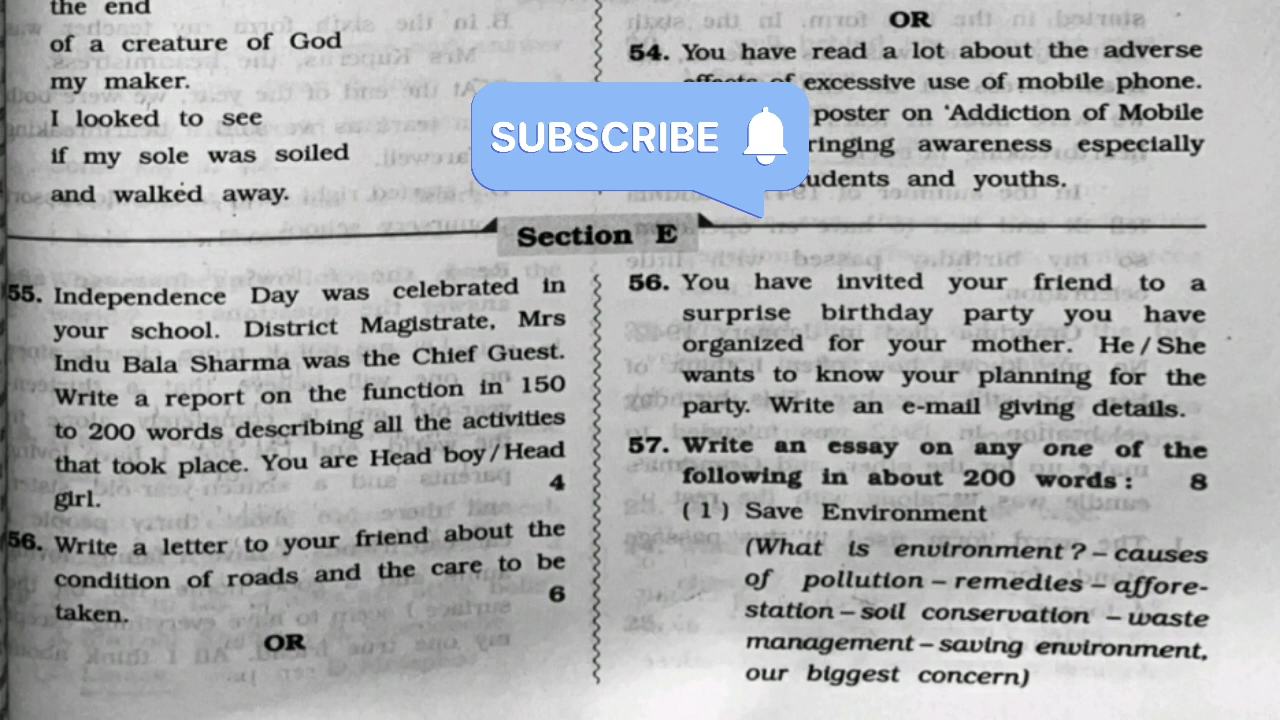 the end
of a creature of God
my maker.
I looked to see
if my sole was soiled
and walked away.
OR
54. You have read a lot about the adverse
effects of excessive use of mobile phone.
poster on 'Addiction of Mobile
ringing awareness especially
udents and youths.
SUBSCRIBE
Section E
55. Independence Day was celebrated in
your school. District Magistrate, Mrs
Indu Bala Sharma was the Chief Guest.
Write a report on the function in 150
to 200 words describing all the activities
that took place. You are Head boy/Head
girl. 4
56. Write a letter to your friend about the
condition of roads and the care to be
taken. 6
OR
56. You have invited your friend to a
surprise birthday party you have
organized for your mother. He/She
wants to know your planning for the
party. Write an e-mail giving details.
57. Write an essay on any one of the
following in about 200 words : 8
( 1 ) Save Environment
(What is environment ? – causes
of pollution – remedies – affore-
station – soil conservation – waste
management – saving environment,
our biggest concern)